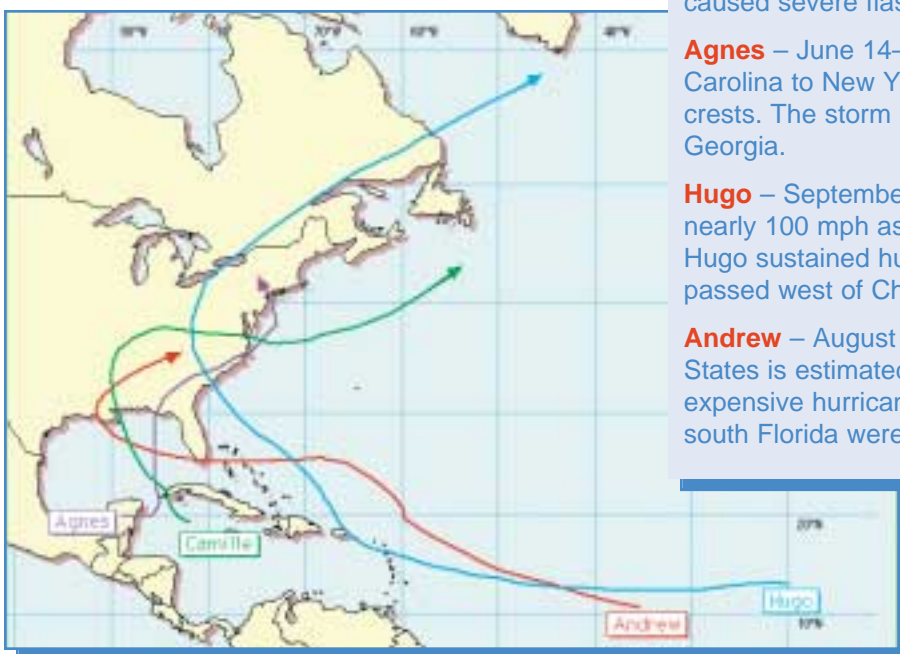 caused severe flas
Agnes – June 14–
Carolina to New Y
crests. The storm
Georgia.
Hugo – Septembe
nearly 100 mph as
Hugo sustained hu
passed west of Ch
Andrew – August
States is estimated
expensive hurrican
south Florida were
70°W
60°W
40°W
Agnes
Camille
20°N
Hugo
Andrew
10°N